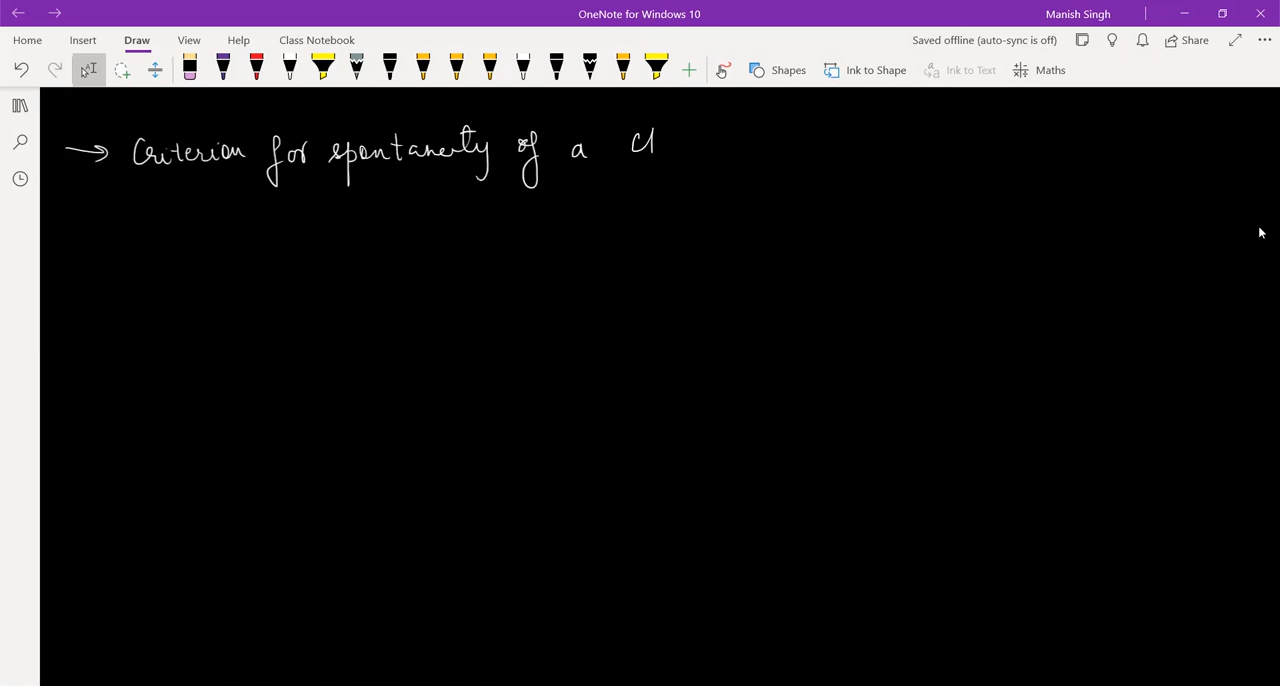 OneNote for Windows 10
Manish Singh
Home Insert Draw View Help Class Notebook
Saved offline (auto-sync is off) Share
Shapes Ink to Shape Ink to Text Maths
→ Criterion for spontaneity of a